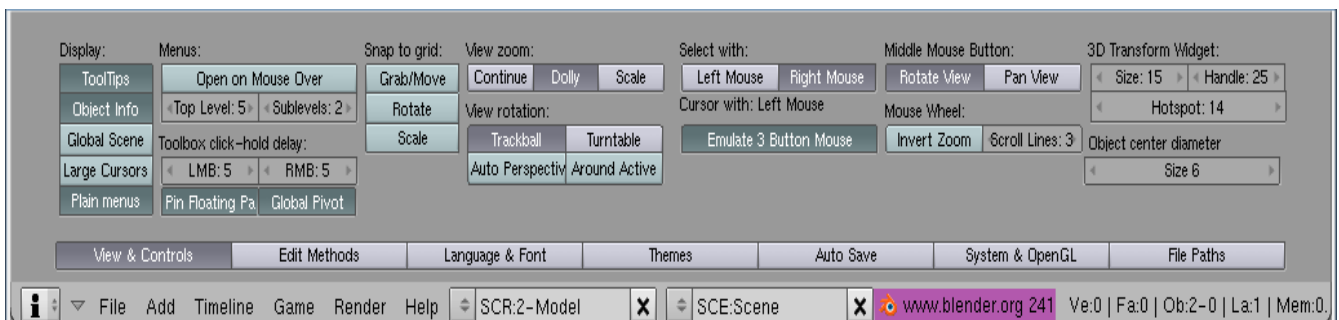 Display: Menus: Snap to grid: View zoom: Select with: Middle Mouse Button: 3D Transform Widget:
ToolTips Open on Mouse Over Grab/Move Continue Dolly Scale Left Mouse Right Mouse Rotate View Pan View Size: 15 Handle: 25
Object Info Top Level: 5 Sublevels: 2 Rotate View rotation: Cursor with: Left Mouse Mouse Wheel: Hotspot: 14
Global Scene Toolbox click-hold delay: Scale Trackball Turntable Emulate 3 Button Mouse Invert Zoom Scroll Lines: 3 Object center diameter
Large Cursors LMB: 5 RMB: 5 Auto Perspectiv Around Active Size 6
Plain menus Pin Floating Pa Global Pivot
View & Controls Edit Methods Language & Font Themes Auto Save System & OpenGL File Paths
File Add Timeline Game Render Help SCR:2-Model X SCE:Scene X www.blender.org 241 Ve:0 | Fa:0 | Ob:2-0 | La:1 | Mem:0.